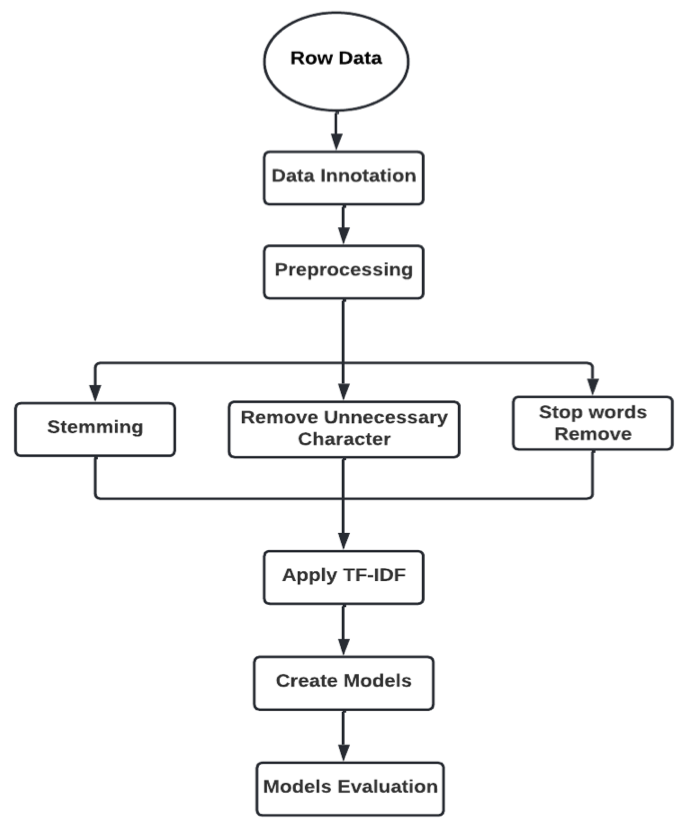 Row Data
Data Innotation
Preprocessing
Stemming
Remove Unnecessary
Character
Stop words
Remove
Apply TF-IDF
Create Models
Models Evaluation